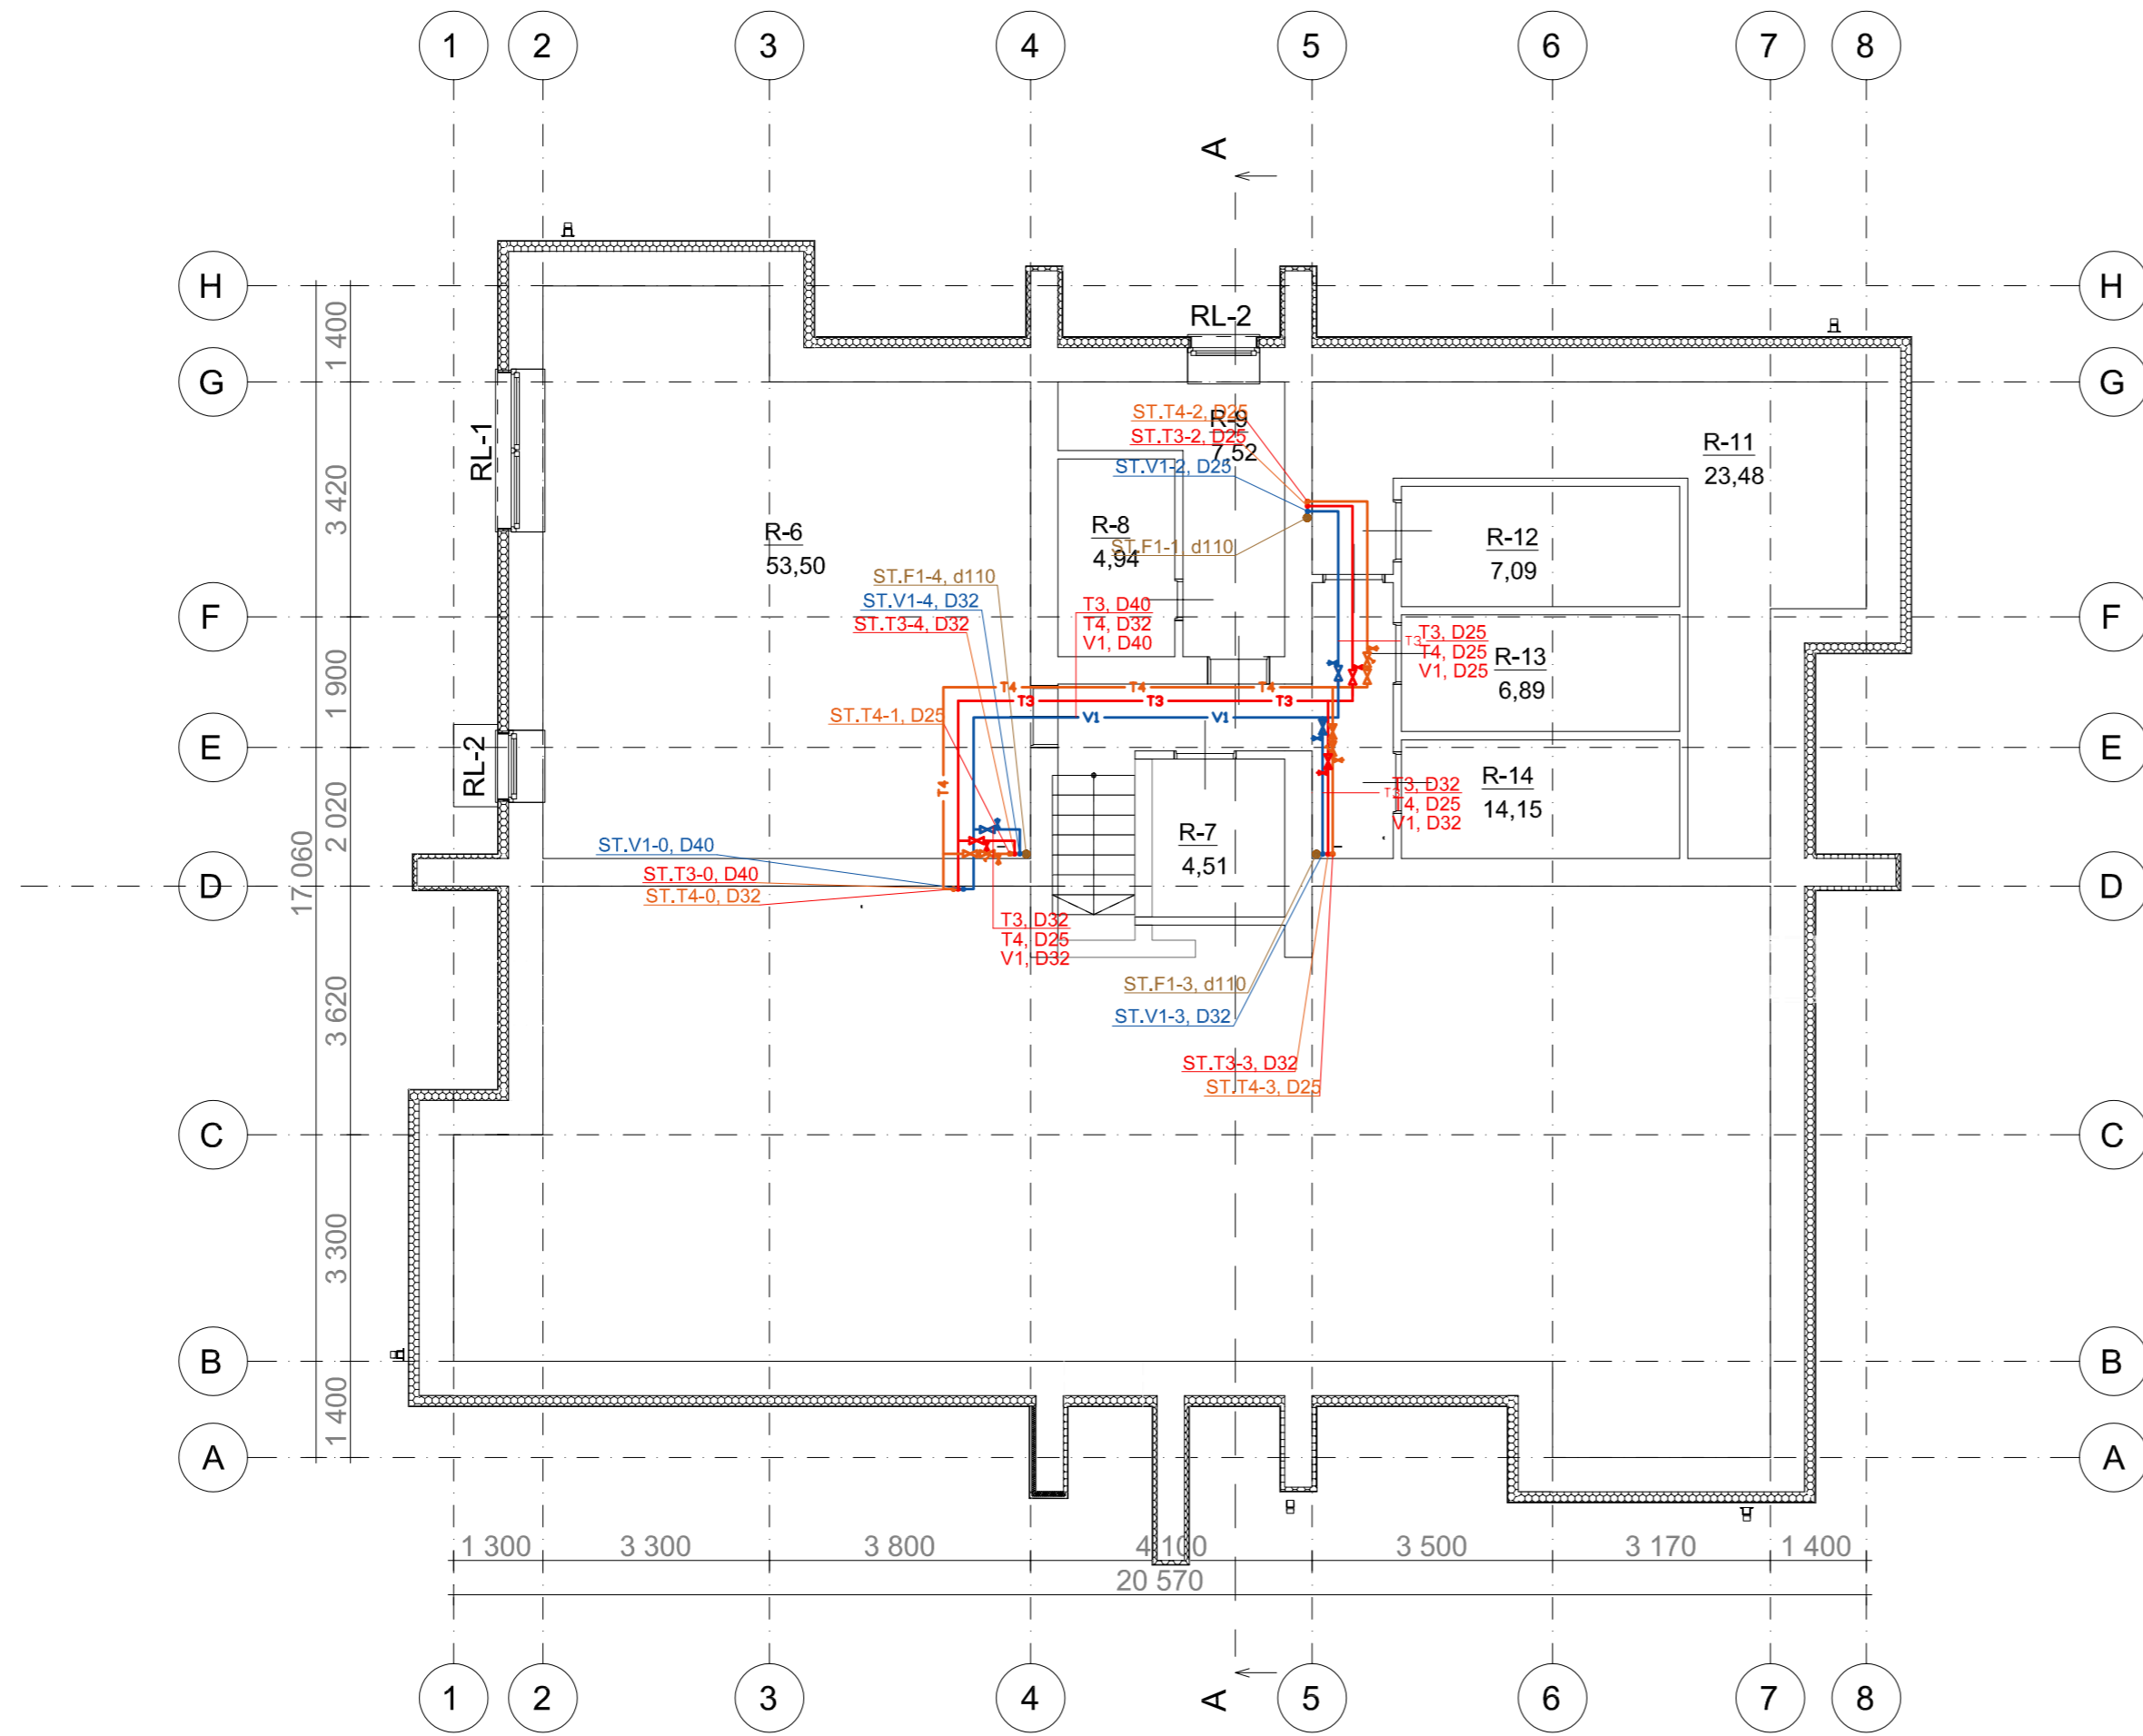 1 2 3 4 5 6 7 8
A
H H
RL-2
1 400
G G
ST.T4-2, D25
R-9
ST.T3-2, D25
7,52
ST.V1-2, D25
R-11
23,48
RL-1
3 420
R-6
53,50
R-8
4,94
ST.F1-1, d110
R-12
7,09
ST.F1-4, d110
ST.V1-4, D32
ST.T3-4, D32
F F
T3, D40
T4, D32
V1, D40
T3
T3, D25
T4, D25
V1, D25
R-13
6,89
1 900
T4 T4 T4
T3 T3 T3
V1 V1
ST.T4-1, D25
E E
RL-2
T4
T3
T3, D32
T4, D25
V1, D32
R-14
14,15
2 020
17 060
R-7
4,51
ST.V1-0, D40
ST.T3-0, D40
ST.T4-0, D32
D D
T3, D32
T4, D25
V1, D32
ST.F1-3, d110
ST.V1-3, D32
3 620
ST.T3-3, D32
ST.T4-3, D25
C C
3 300
B B
1 400
A A
1 300 3 300 3 800 4 100 3 500 3 170 1 400
20 570
A
1 2 3 4 5 6 7 8